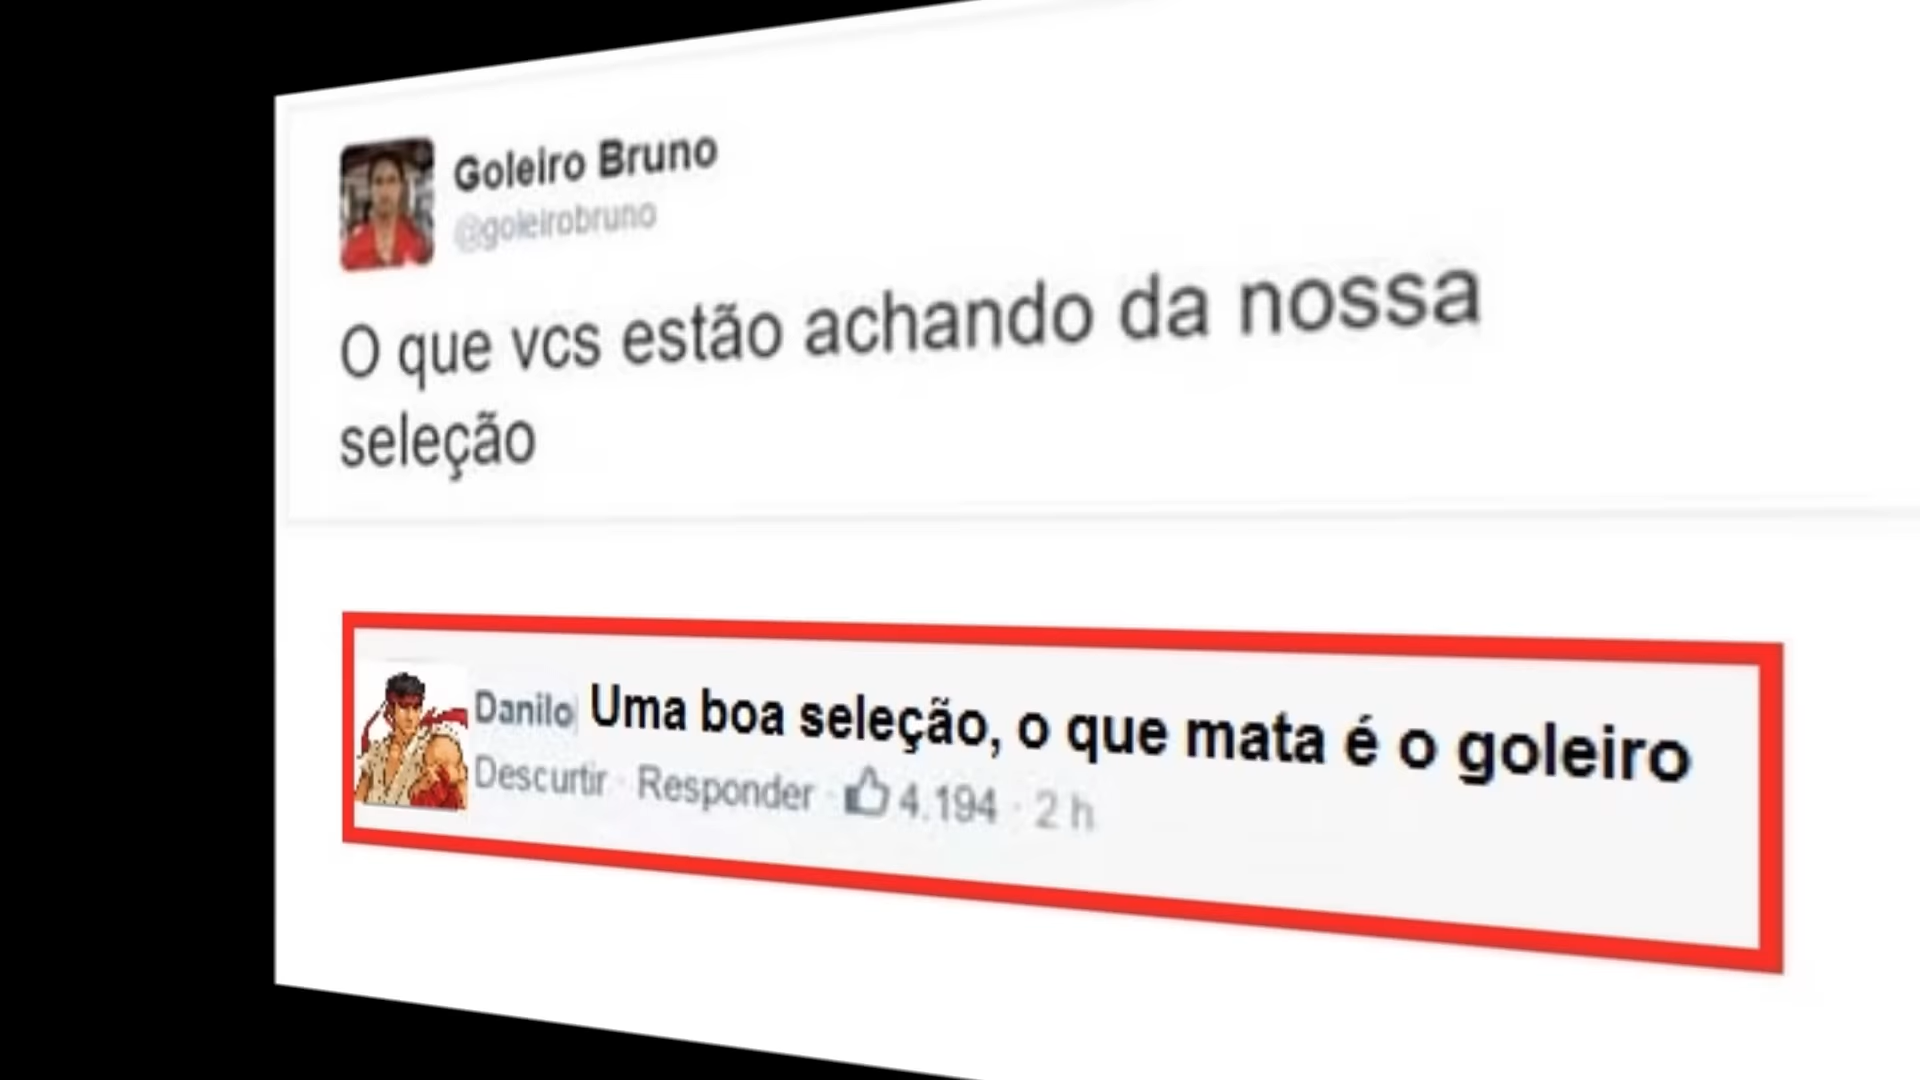 Goleiro Bruno
@goleirobruno
O que vcs estão achando da nossa
seleção
Danilo Uma boa seleção, o que mata é o goleiro
Descurtir · Responder · 4.194 · 2 h